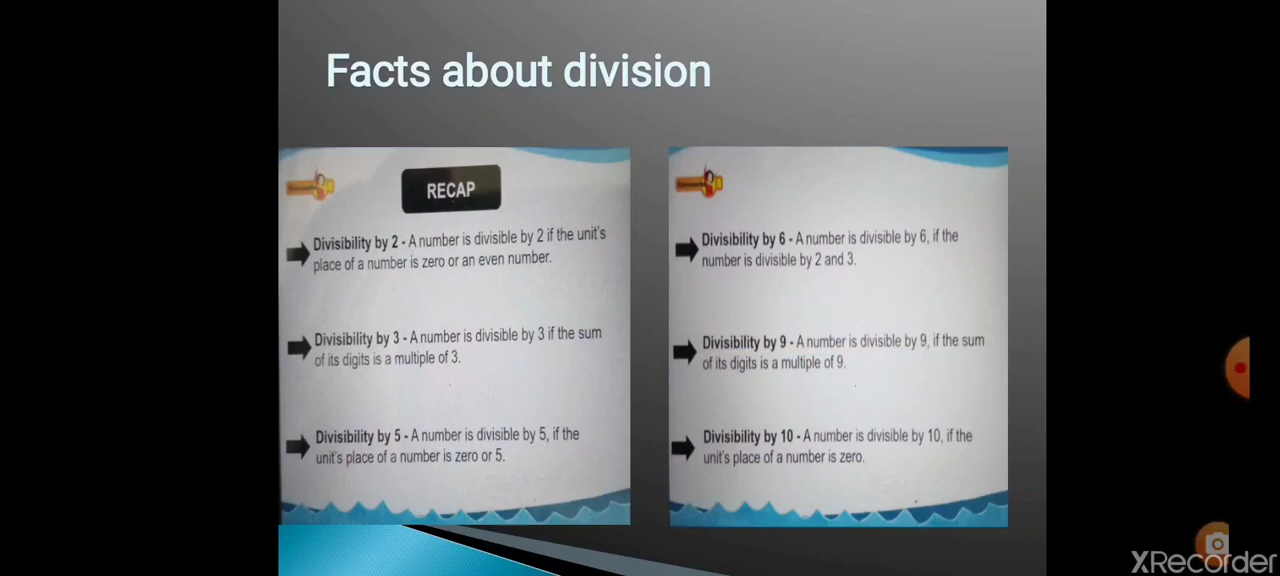 Facts about division
RECAP
Divisibility by 2 - A number is divisible by 2 if the unit's
place of a number is zero or an even number.
Divisibility by 3 - A number is divisible by 3 if the sum
of its digits is a multiple of 3.
Divisibility by 5 - A number is divisible by 5, if the
unit's place of a number is zero or 5.
Divisibility by 6 - A number is divisible by 6, if the
number is divisible by 2 and 3.
Divisibility by 9 - A number is divisible by 9, if the sum
of its digits is a multiple of 9.
Divisibility by 10 - A number is divisible by 10, if the
unit's place of a number is zero.
XRecorder